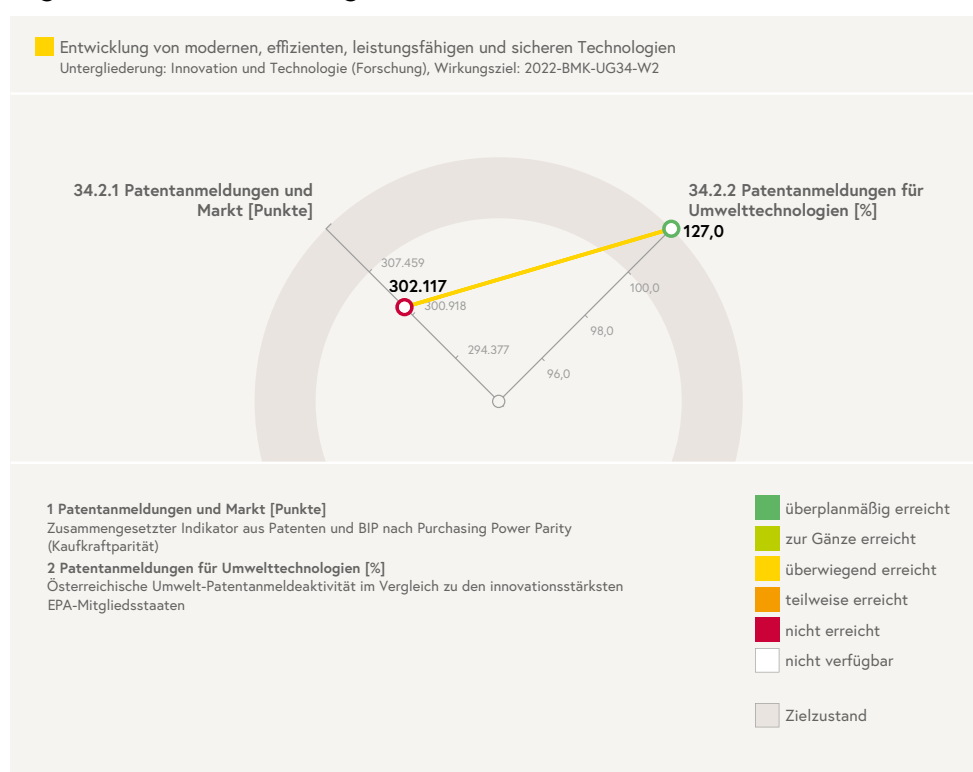 Entwicklung von modernen, effizienten, leistungsfähigen und sicheren Technologien
Untergliederung: Innovation und Technologie (Forschung), Wirkungsziel: 2022-BMK-UG34-W2
34.2.1 Patentanmeldungen und
Markt [Punkte]
34.2.2 Patentanmeldungen für
Umwelttechnologien [%]
127,0
307.459
302.117
300.918
294.377
100,0
98,0
96,0
1 Patentanmeldungen und Markt [Punkte]
Zusammengesetzter Indikator aus Patenten und BIP nach Purchasing Power Parity
(Kaufkraftparität)
2 Patentanmeldungen für Umwelttechnologien [%]
Österreichische Umwelt-Patentanmeldeaktivität im Vergleich zu den innovationsstärksten
EPA-Mitgliedsstaaten
überplanmäßig erreicht
zur Gänze erreicht
überwiegend erreicht
teilweise erreicht
nicht erreicht
nicht verfügbar
Zielzustand